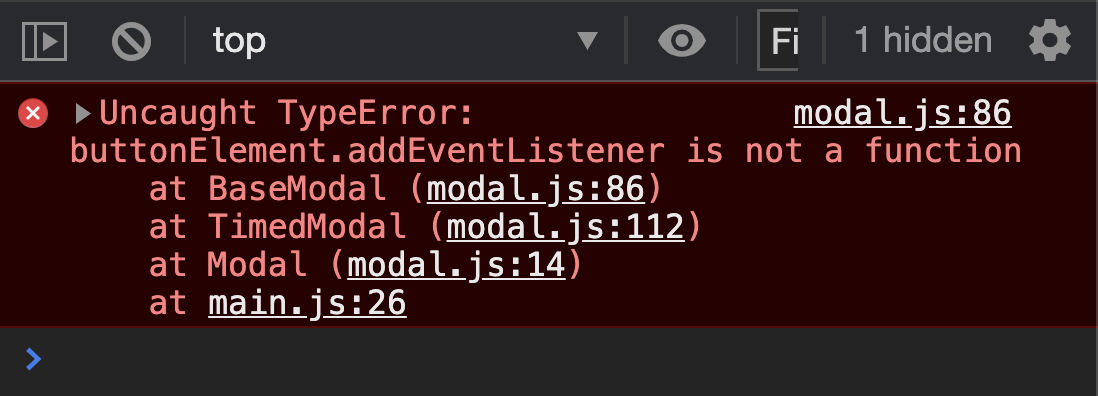 top Fi 1 hidden
Uncaught TypeError: modal.js:86
buttonElement.addEventListener is not a function
at BaseModal (modal.js:86)
at TimedModal (modal.js:112)
at Modal (modal.js:14)
at main.js:26